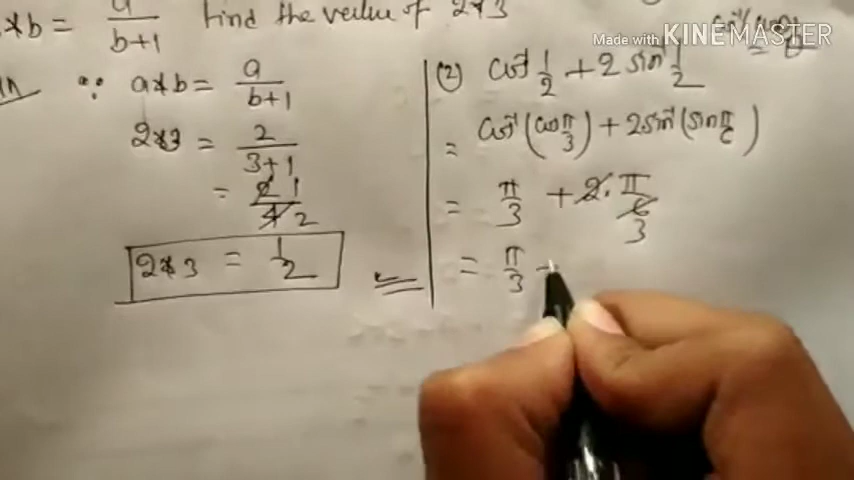 *b = a/(b+1) Find the value of 2*3
∵ a*b = a/(b+1)
2*3 = 2/(3+1)
= 2 1/4 2
2*3 = 1/2
(2) cos⁻¹ 1/2 + 2 sin⁻¹ 1/2
= cos⁻¹(cos π/3) + 2sin⁻¹(sin π/6)
= π/3 + 2. π/6 3
= π/3
Made with KINEMASTER